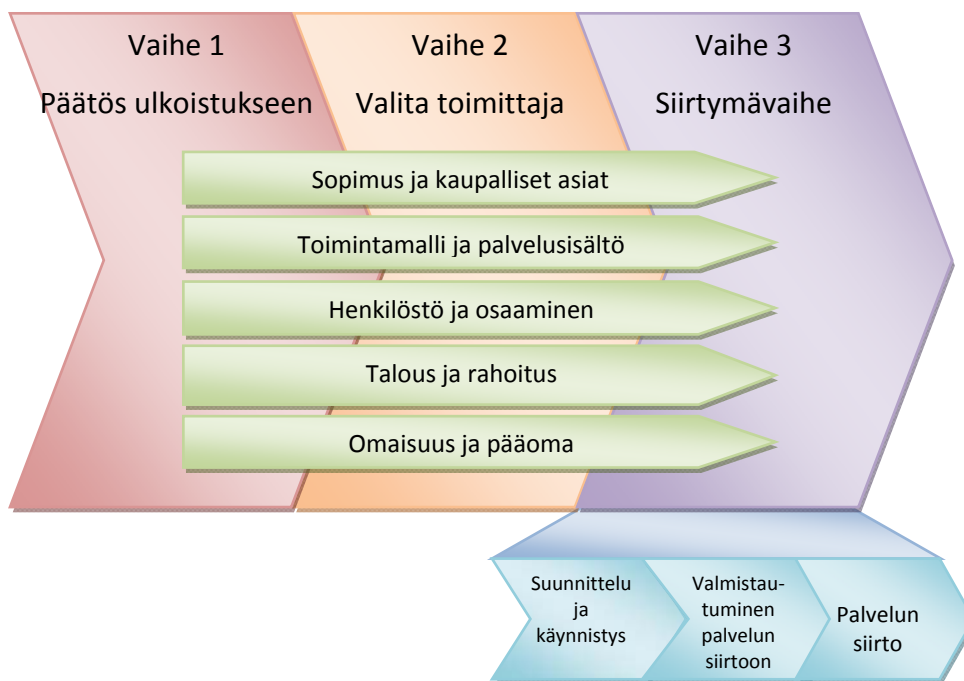 Vaihe 1
Päätös ulkoistukseen
Vaihe 2
Valita toimittaja
Vaihe 3
Siirtymävaihe
Sopimus ja kaupalliset asiat
Toimintamalli ja palvelusisältö
Henkilöstö ja osaaminen
Talous ja rahoitus
Omaisuus ja pääoma
Suunnittelu
ja
käynnistys
Valmistau-
tuminen
palvelun
siirtoon
Palvelun
siirto